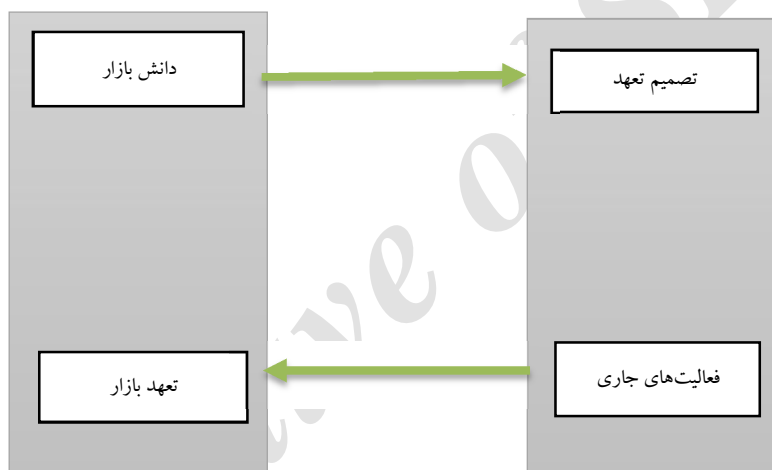 دانش بازار
تصمیم تعهد
تعهد بازار
فعالیت‌های جاری